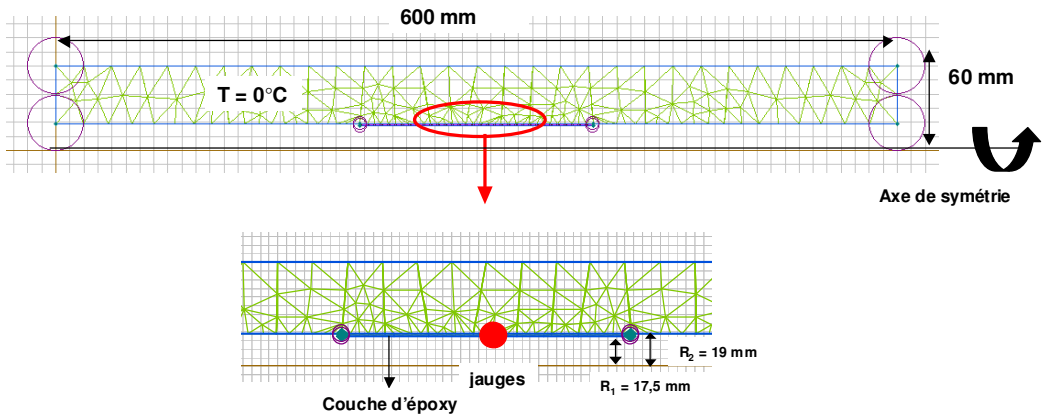 600 mm
60 mm
T = 0°C
Axe de symétrie
R₂ = 19 mm
R₁ = 17,5 mm
jauges
Couche d'époxy